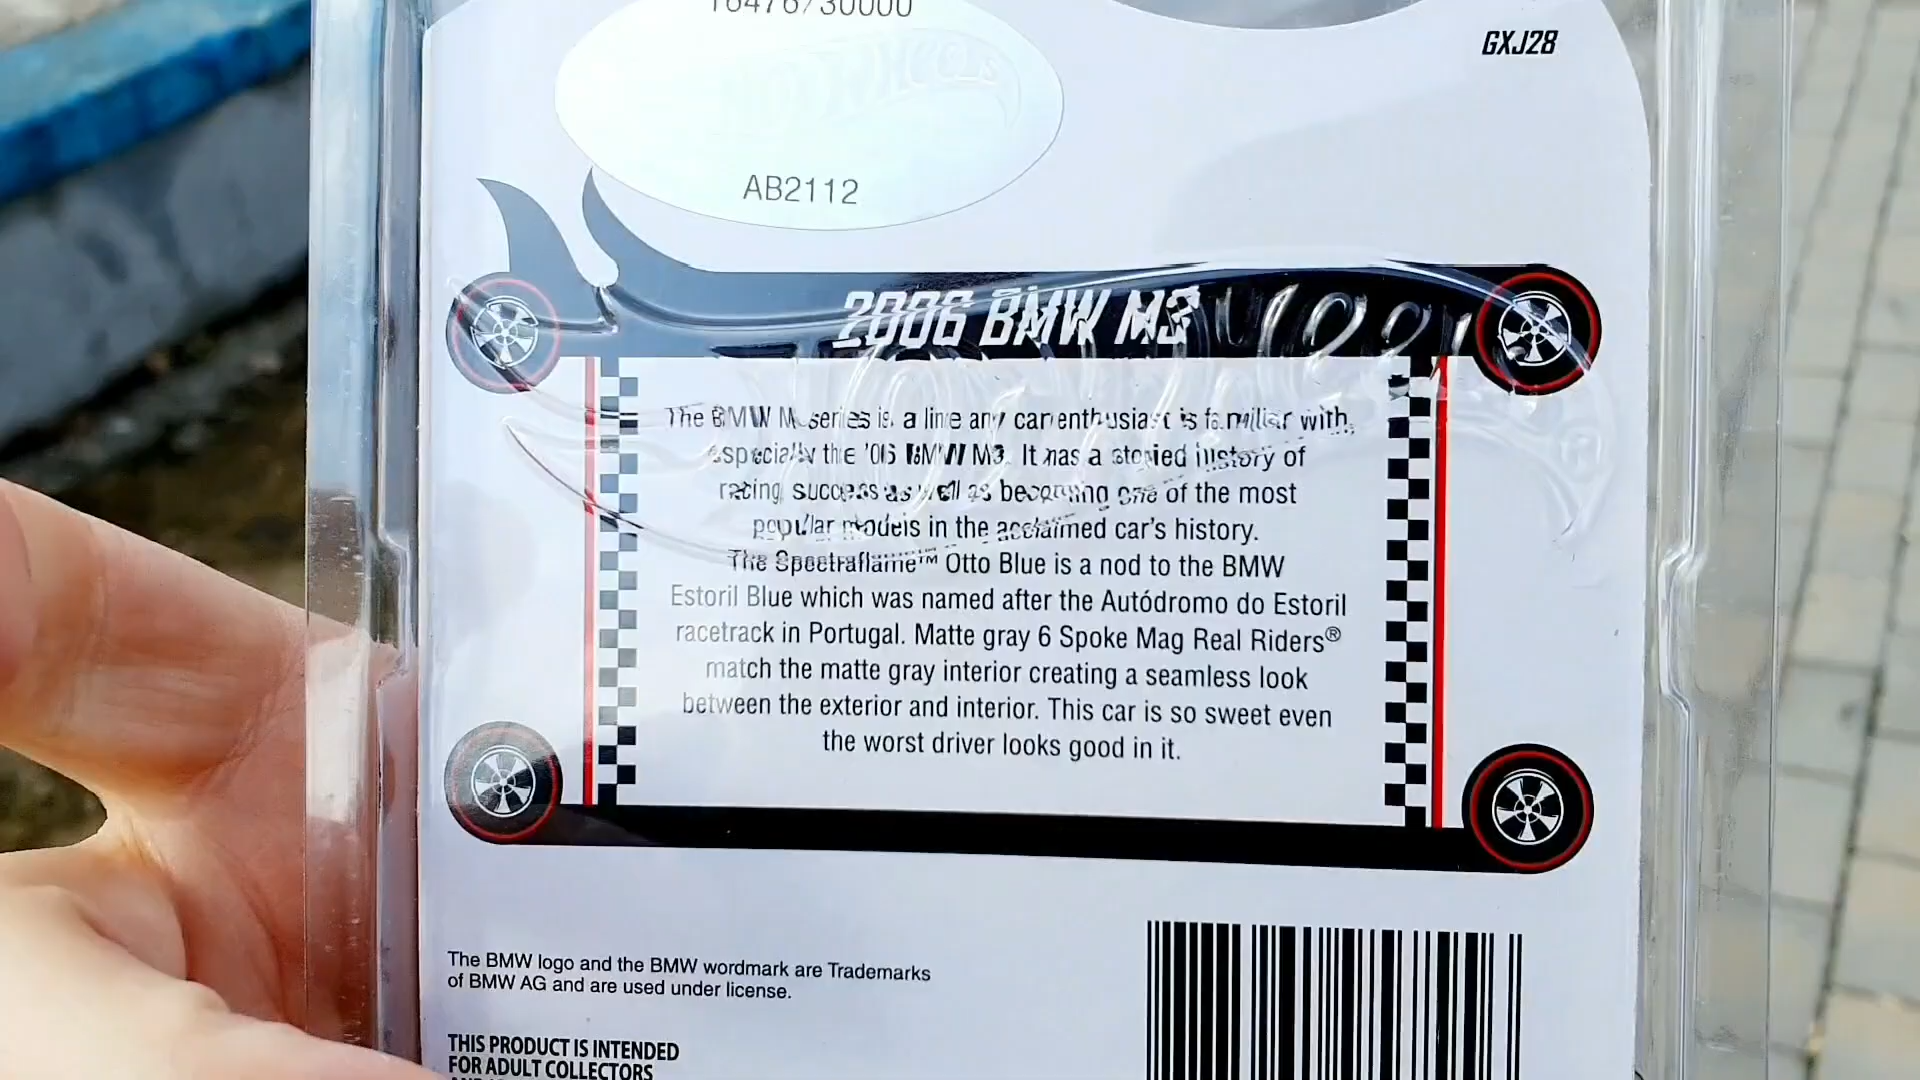 16476/30000
GXJ28
AB2112
2006 BMW M3
The BMW M series is a line any car enthusiast is familiar with,
especially the '06 BMW M3. It has a storied history of
racing success as well as becoming one of the most
popular models in the acclaimed car's history.
The Spectraflame™ Otto Blue is a nod to the BMW
Estoril Blue which was named after the Autódromo do Estoril
racetrack in Portugal. Matte gray 6 Spoke Mag Real Riders®
match the matte gray interior creating a seamless look
between the exterior and interior. This car is so sweet even
the worst driver looks good in it.
The BMW logo and the BMW wordmark are Trademarks
of BMW AG and are used under license.
THIS PRODUCT IS INTENDED
FOR ADULT COLLECTORS